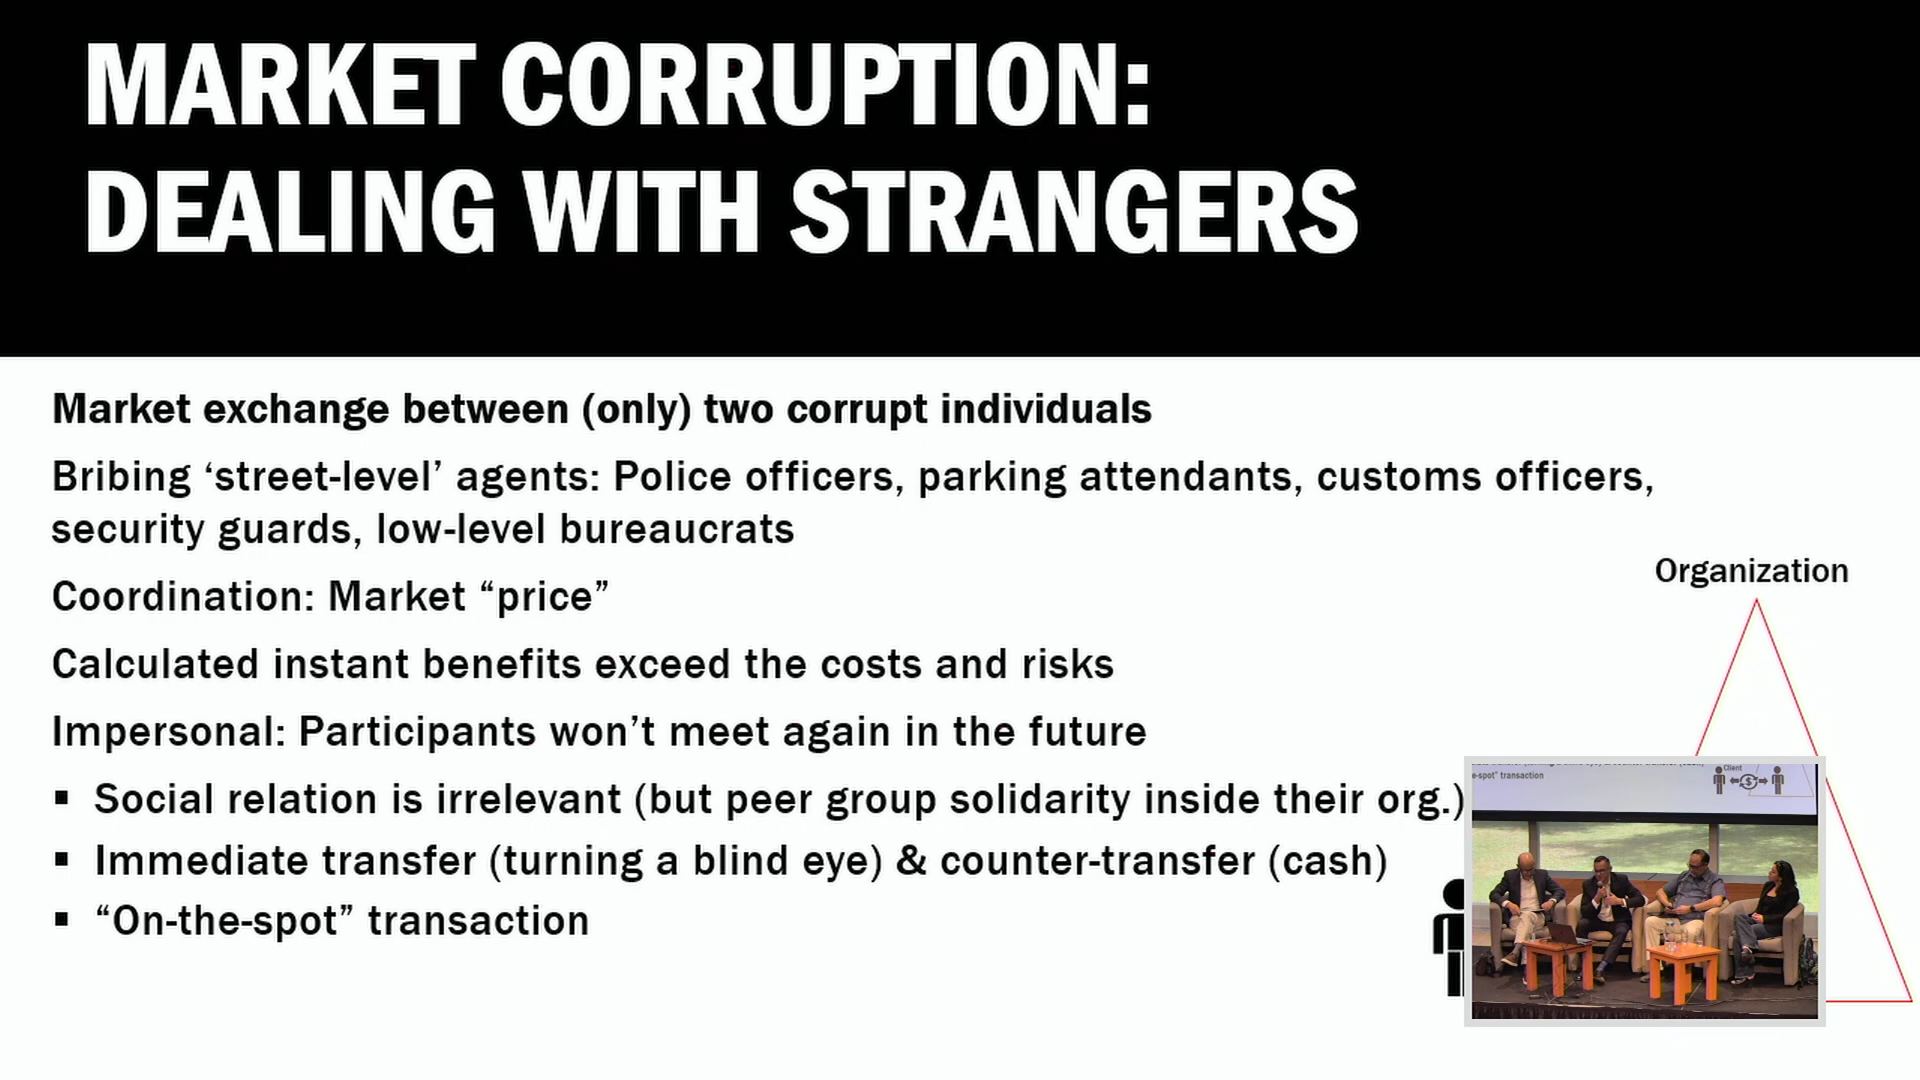 MARKET CORRUPTION:
DEALING WITH STRANGERS
Market exchange between (only) two corrupt individuals
Bribing ‘street-level’ agents: Police officers, parking attendants, customs officers,
security guards, low-level bureaucrats
Coordination: Market “price”
Calculated instant benefits exceed the costs and risks
Impersonal: Participants won’t meet again in the future
▪ Social relation is irrelevant (but peer group solidarity inside their org.)
▪ Immediate transfer (turning a blind eye) & counter-transfer (cash)
▪ “On-the-spot” transaction
Organization
Client
e-spot” transaction
$